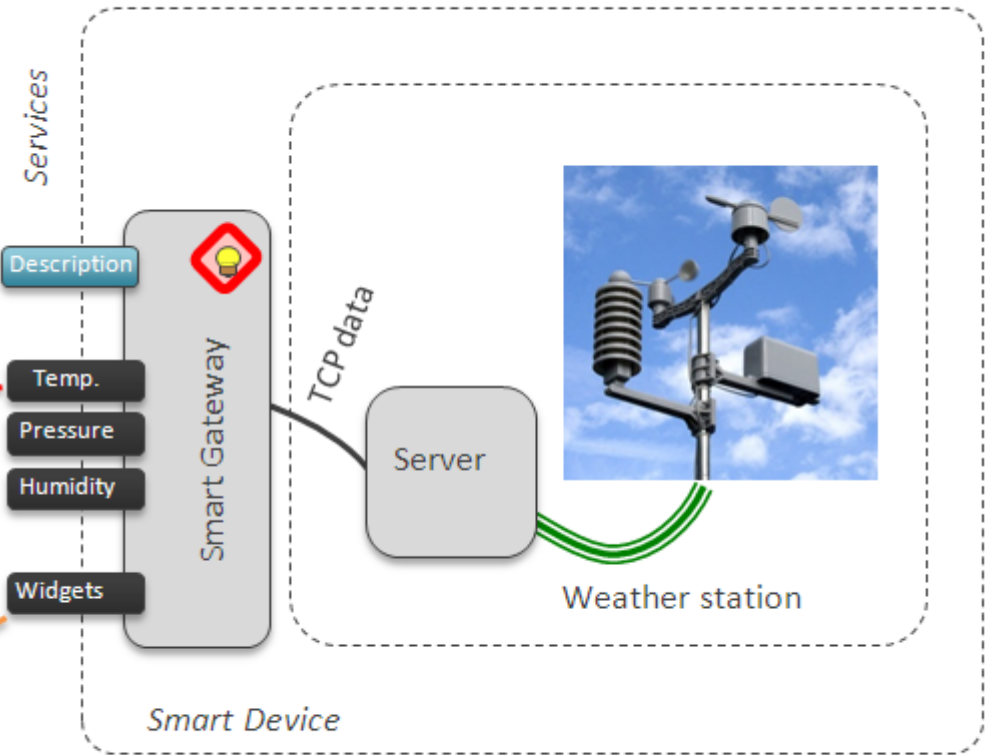 Services
Description
Temp.
Pressure
Humidity
Widgets
Smart Gateway
TCP data
Server
Weather station
Smart Device